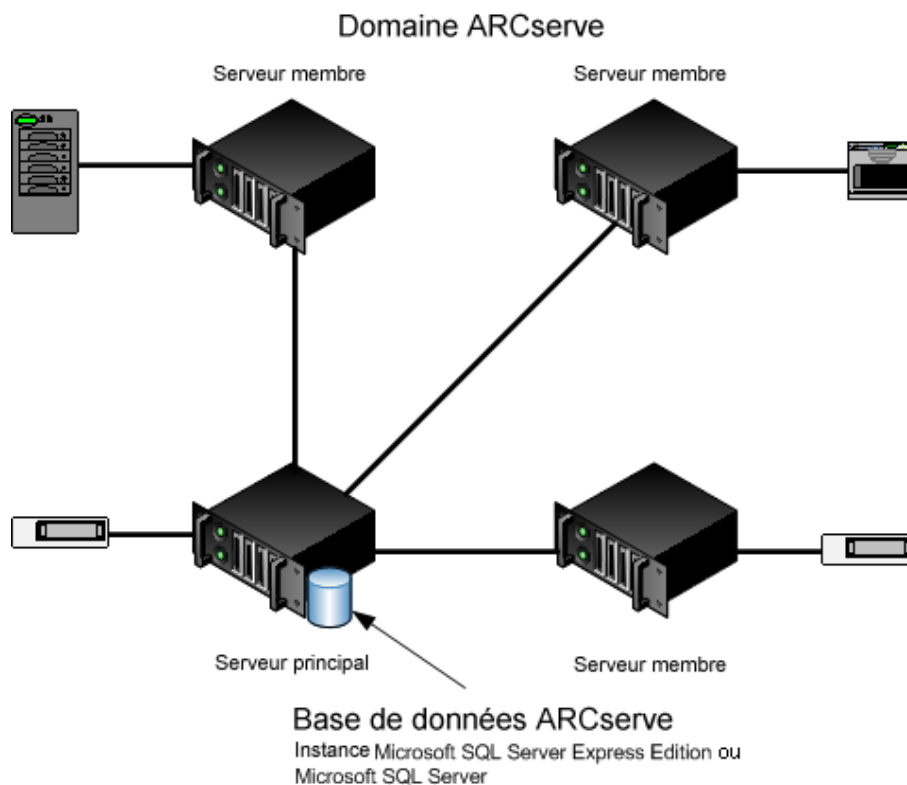 Domaine ARCserve
Serveur membre
Serveur membre
Serveur principal
Serveur membre
Base de données ARCserve
Instance Microsoft SQL Server Express Edition ou
Microsoft SQL Server